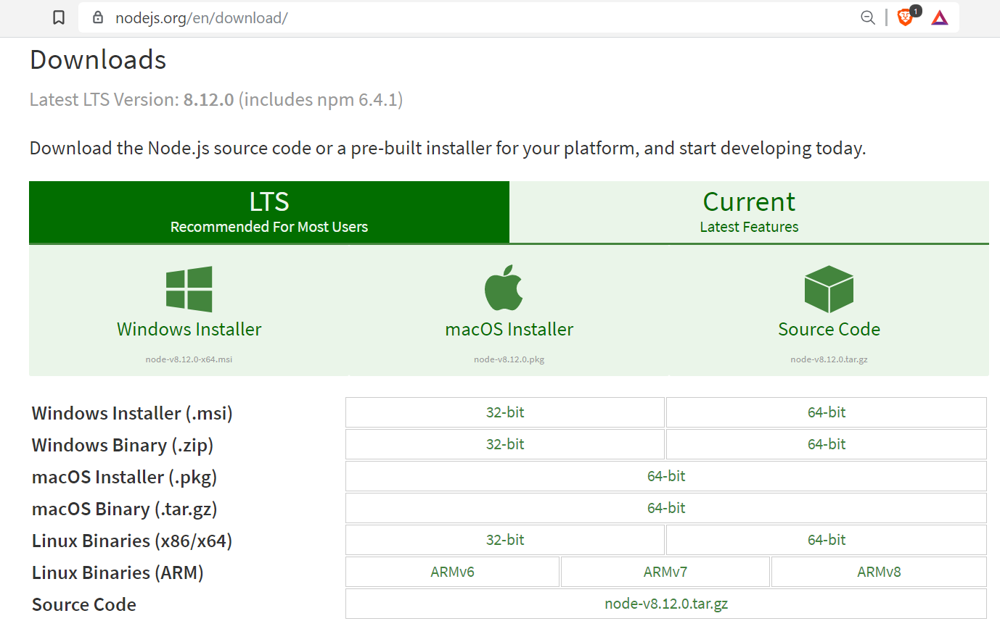 nodejs.org/en/download/
1
Downloads
Latest LTS Version: 8.12.0 (includes npm 6.4.1)
Download the Node.js source code or a pre-built installer for your platform, and start developing today.
LTS
Recommended For Most Users
Current
Latest Features
Windows Installer
node-v8.12.0-x64.msi
macOS Installer
node-v8.12.0.pkg
Source Code
node-v8.12.0.tar.gz
Windows Installer (.msi) 32-bit 64-bit
Windows Binary (.zip) 32-bit 64-bit
macOS Installer (.pkg) 64-bit
macOS Binary (.tar.gz) 64-bit
Linux Binaries (x86/x64) 32-bit 64-bit
Linux Binaries (ARM) ARMv6 ARMv7 ARMv8
Source Code node-v8.12.0.tar.gz